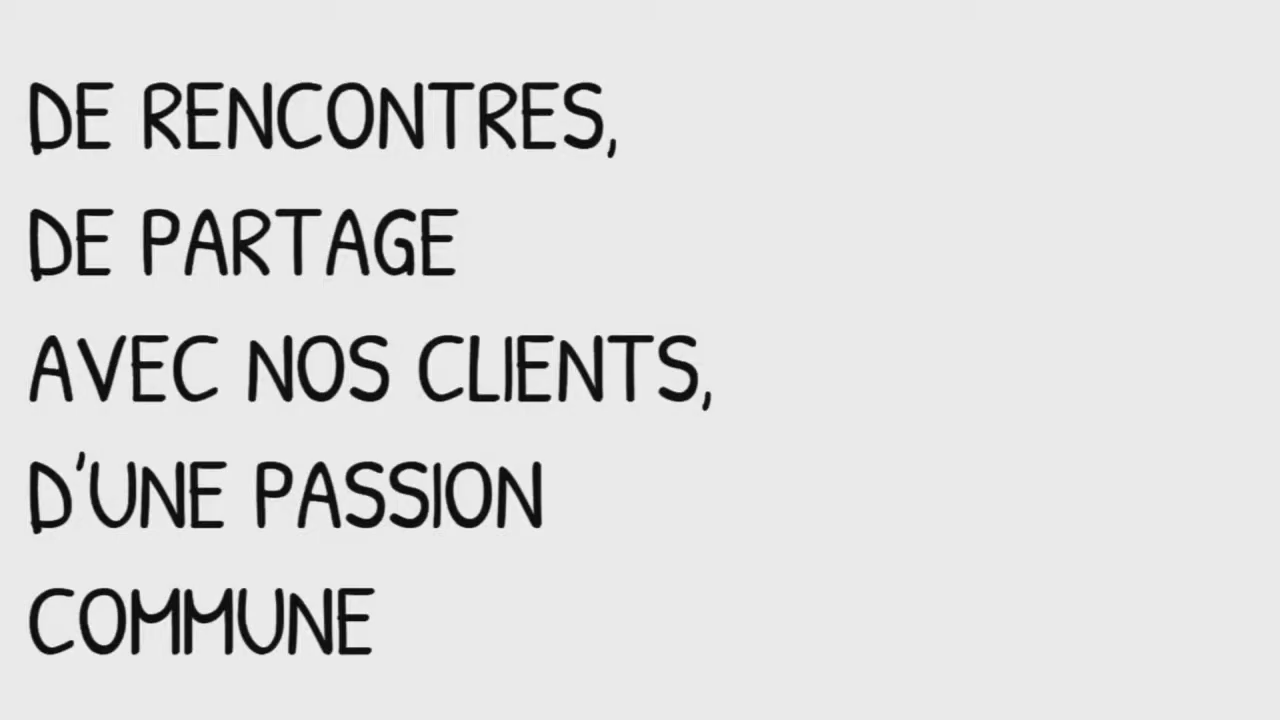 DE RENCONTRES,
DE PARTAGE
AVEC NOS CLIENTS,
D'UNE PASSION
COMMUNE